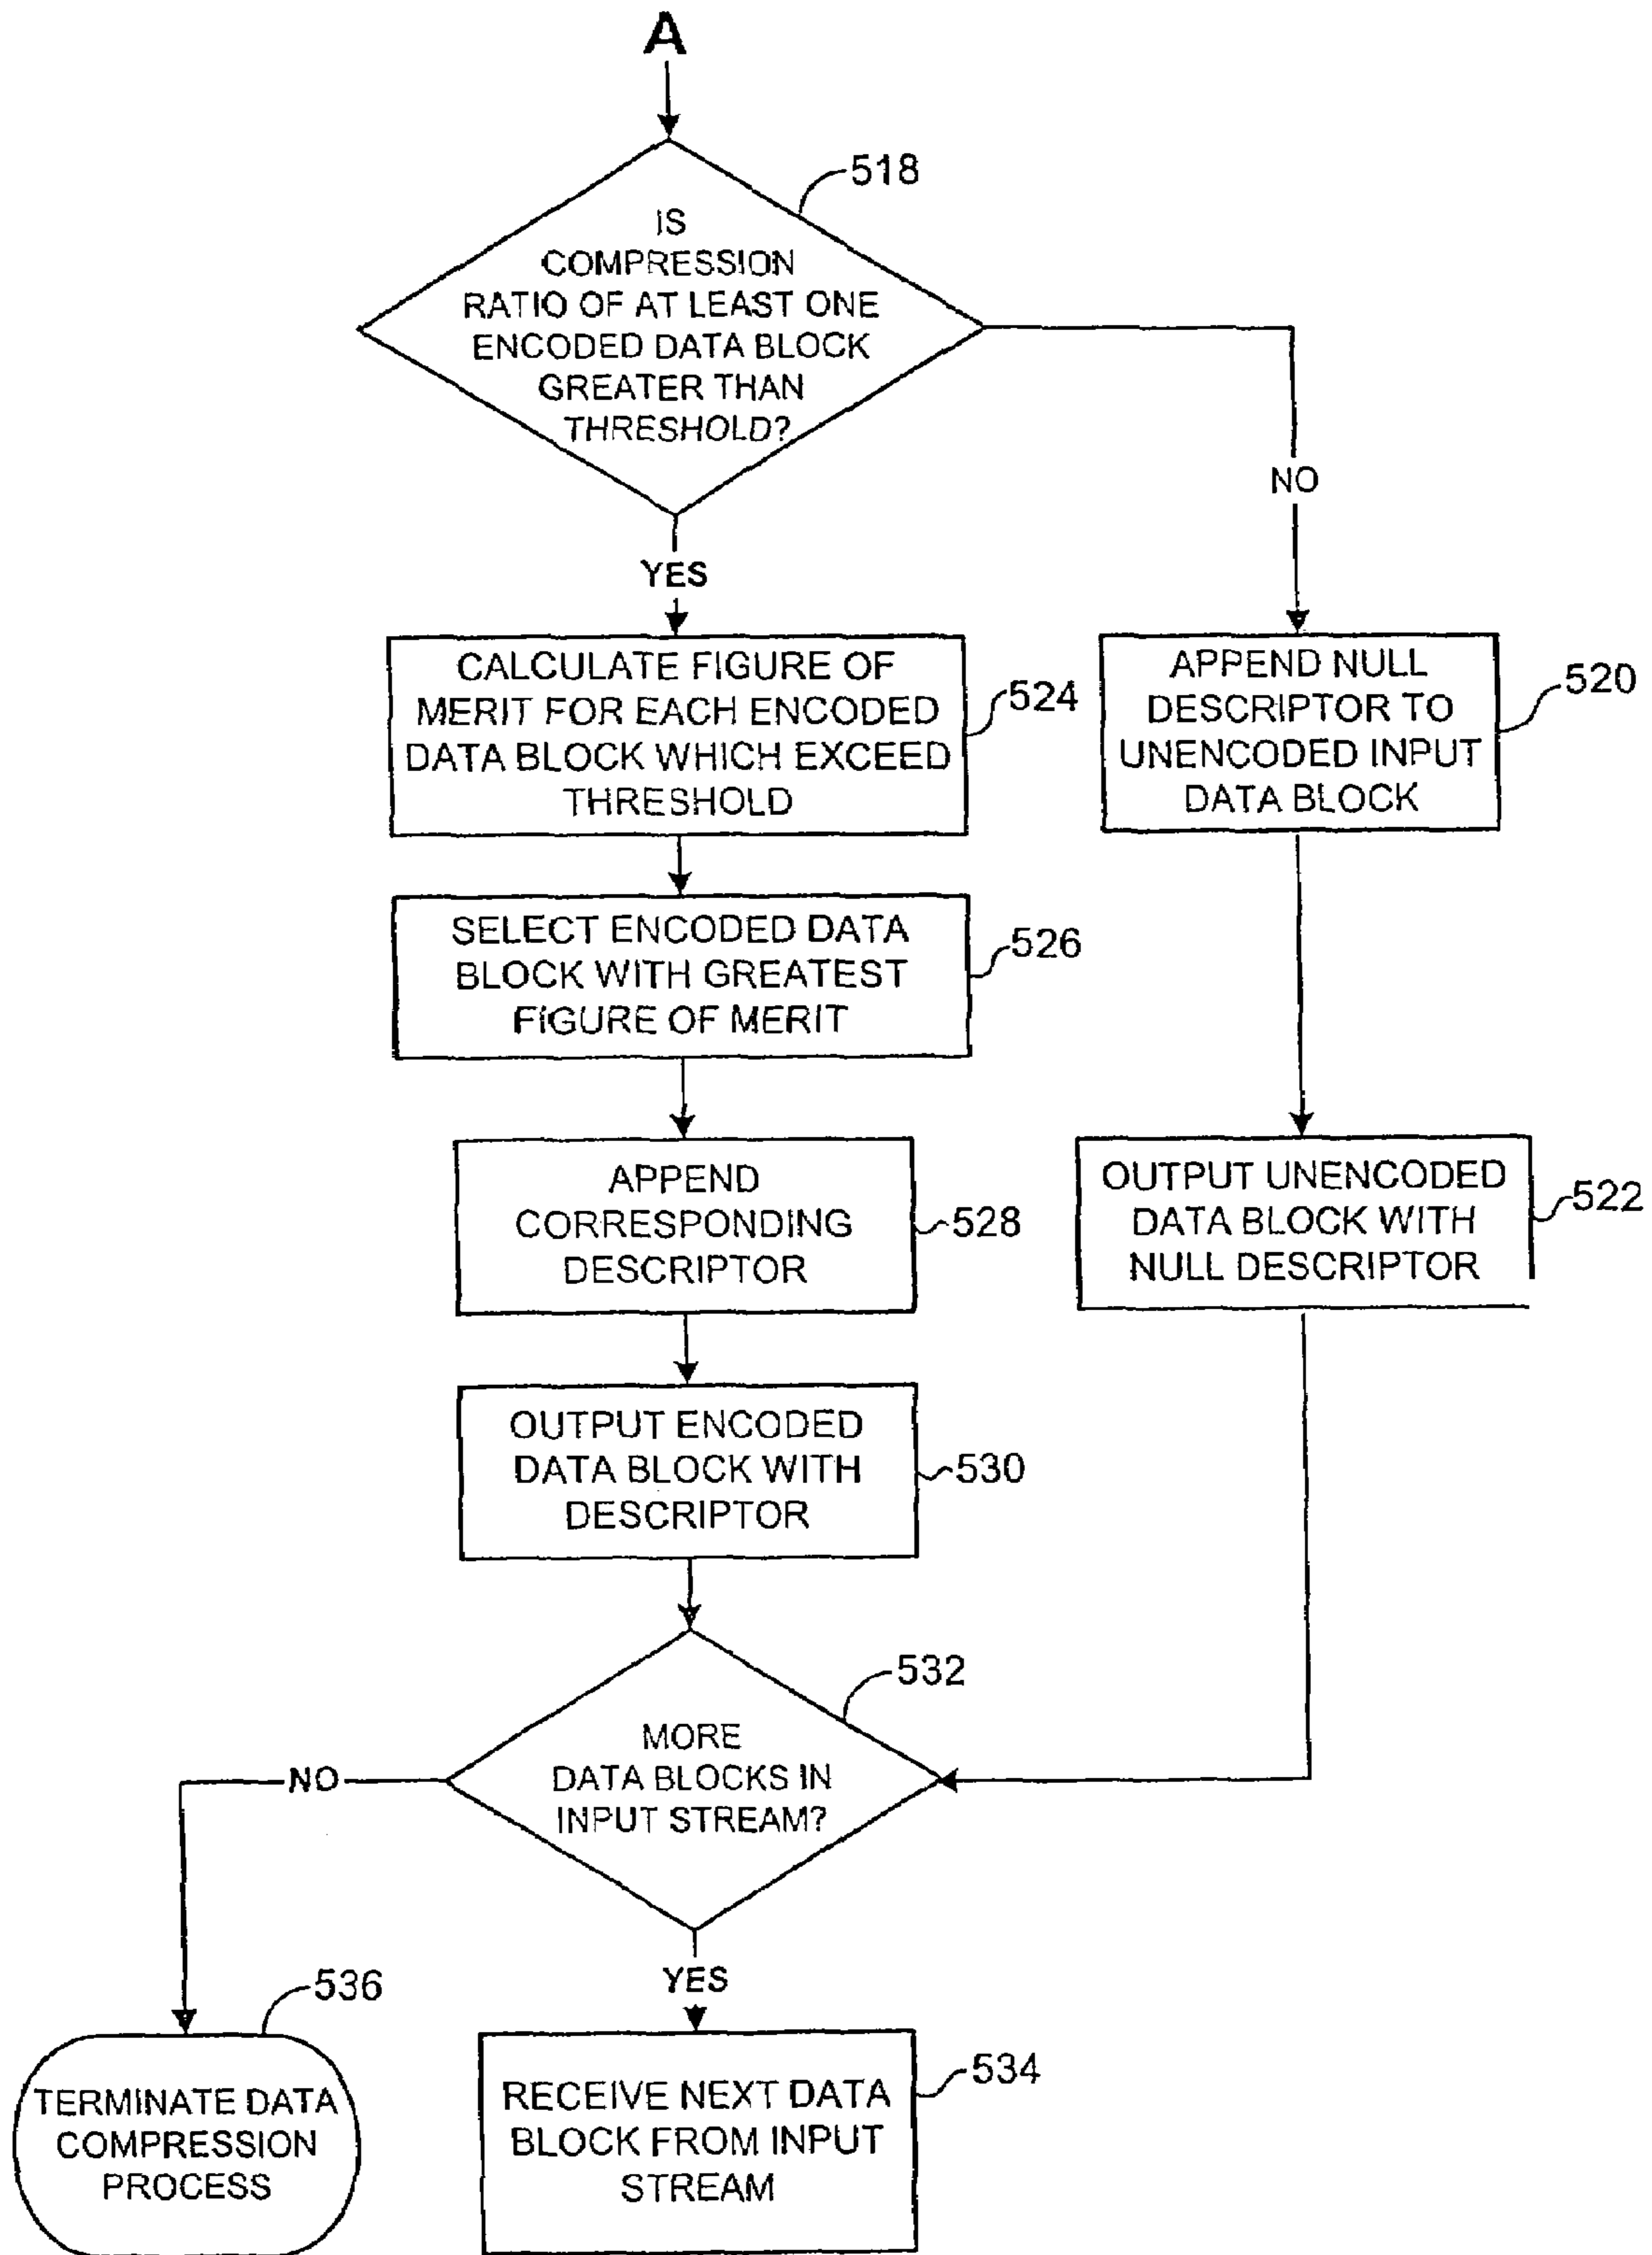 A
518
IS
COMPRESSION
RATIO OF AT LEAST ONE
ENCODED DATA BLOCK
GREATER THAN
THRESHOLD?
NO
YES
CALCULATE FIGURE OF
MERIT FOR EACH ENCODED
DATA BLOCK WHICH EXCEED
THRESHOLD
524
APPEND NULL
DESCRIPTOR TO
UNENCODED INPUT
DATA BLOCK
520
SELECT ENCODED DATA
BLOCK WITH GREATEST
FIGURE OF MERIT
526
APPEND
CORRESPONDING
DESCRIPTOR
528
OUTPUT UNENCODED
DATA BLOCK WITH
NULL DESCRIPTOR
522
OUTPUT ENCODED
DATA BLOCK WITH
DESCRIPTOR
530
532
MORE
DATA BLOCKS IN
INPUT STREAM?
NO
YES
536
TERMINATE DATA
COMPRESSION
PROCESS
RECEIVE NEXT DATA
BLOCK FROM INPUT
STREAM
534